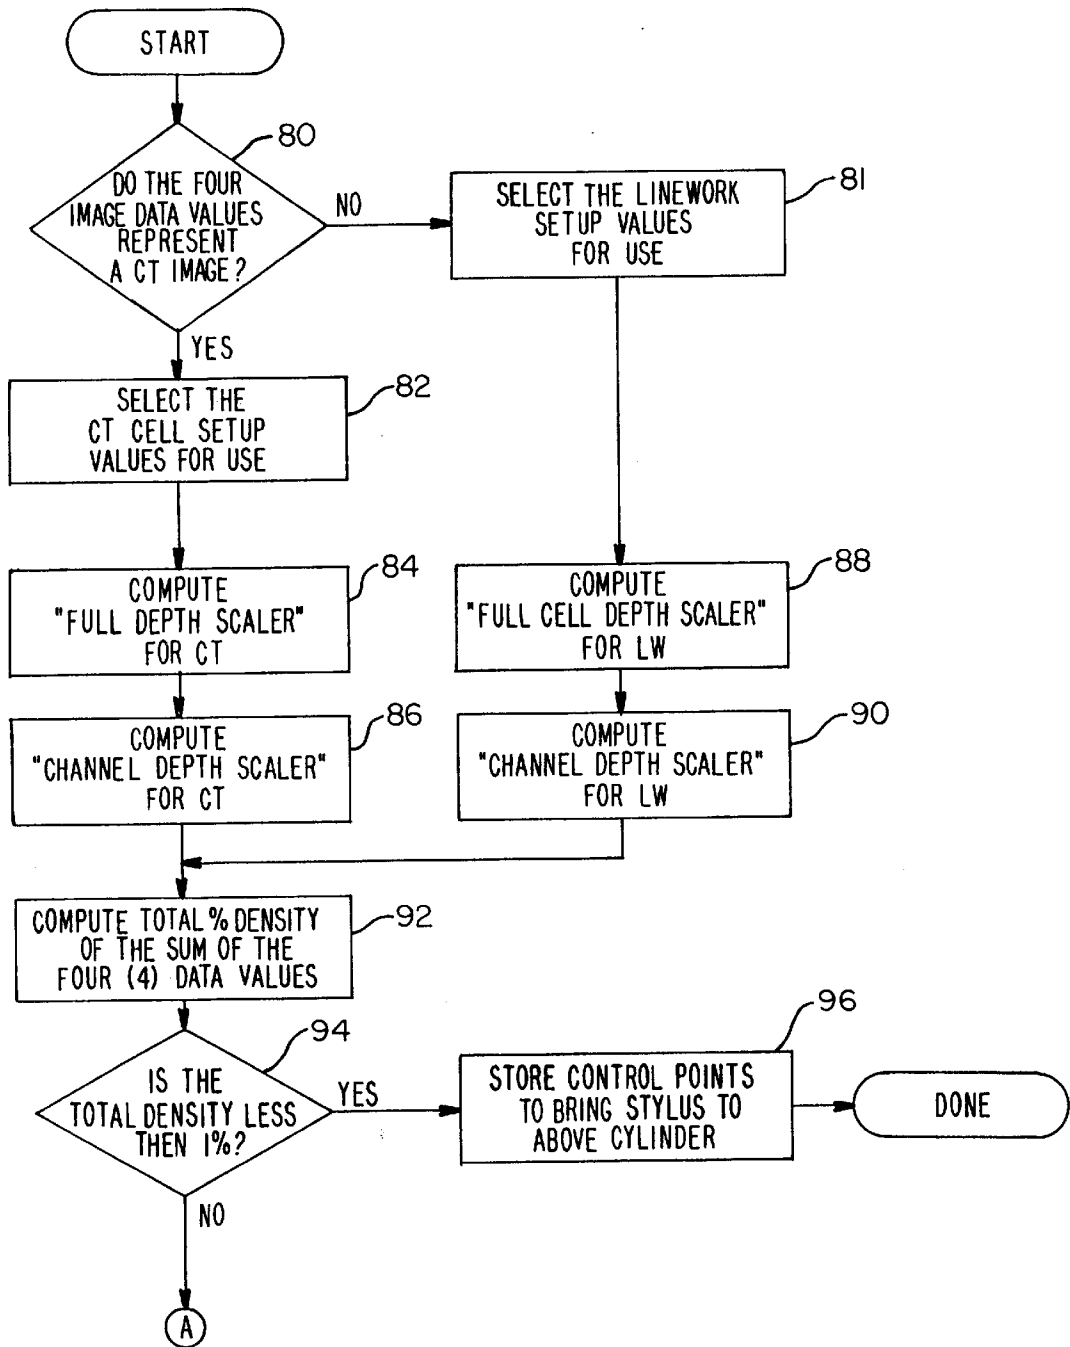 START
80
DO THE FOUR
IMAGE DATA VALUES
REPRESENT
A CT IMAGE?
NO
SELECT THE LINEWORK
SETUP VALUES
FOR USE
81
YES
SELECT THE
CT CELL SETUP
VALUES FOR USE
82
COMPUTE
"FULL DEPTH SCALER"
FOR CT
84
COMPUTE
"FULL CELL DEPTH SCALER"
FOR LW
88
COMPUTE
"CHANNEL DEPTH SCALER"
FOR CT
86
COMPUTE
"CHANNEL DEPTH SCALER"
FOR LW
90
COMPUTE TOTAL % DENSITY
OF THE SUM OF THE
FOUR (4) DATA VALUES
92
94
IS THE
TOTAL DENSITY LESS
THEN 1%?
YES
STORE CONTROL POINTS
TO BRING STYLUS TO
ABOVE CYLINDER
96
DONE
NO
A